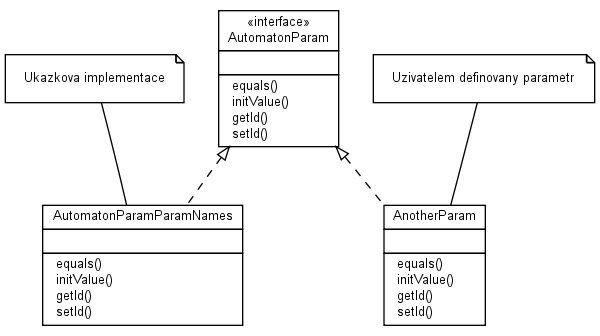 «interface»
AutomatonParam
equals()
initValue()
getId()
setId()
Ukazkova implementace
Uzivatelem definovany parametr
AutomatonParamParamNames
equals()
initValue()
getId()
setId()
AnotherParam
equals()
initValue()
getId()
setId()